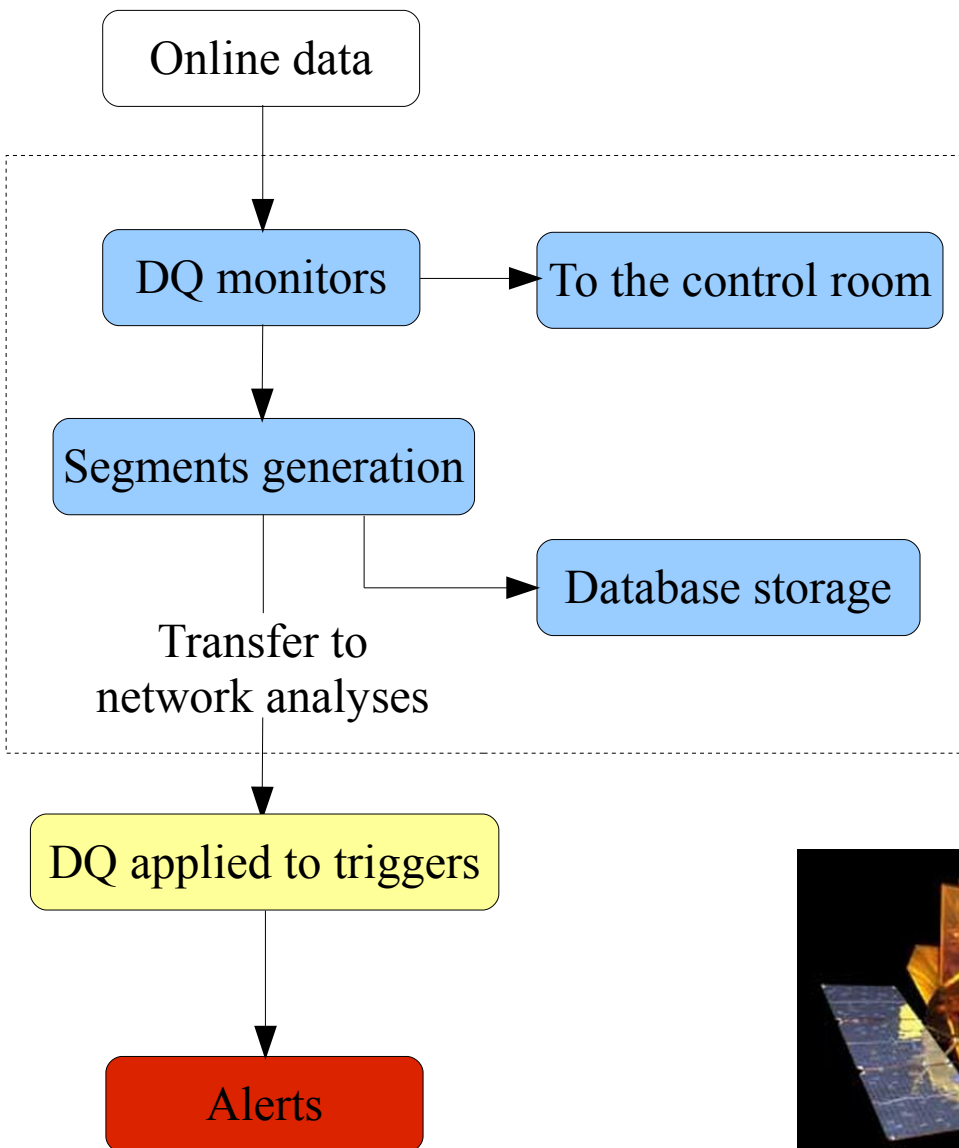 Online data
DQ monitors
To the control room
Segments generation
Database storage
Transfer to
network analyses
DQ applied to triggers
Alerts